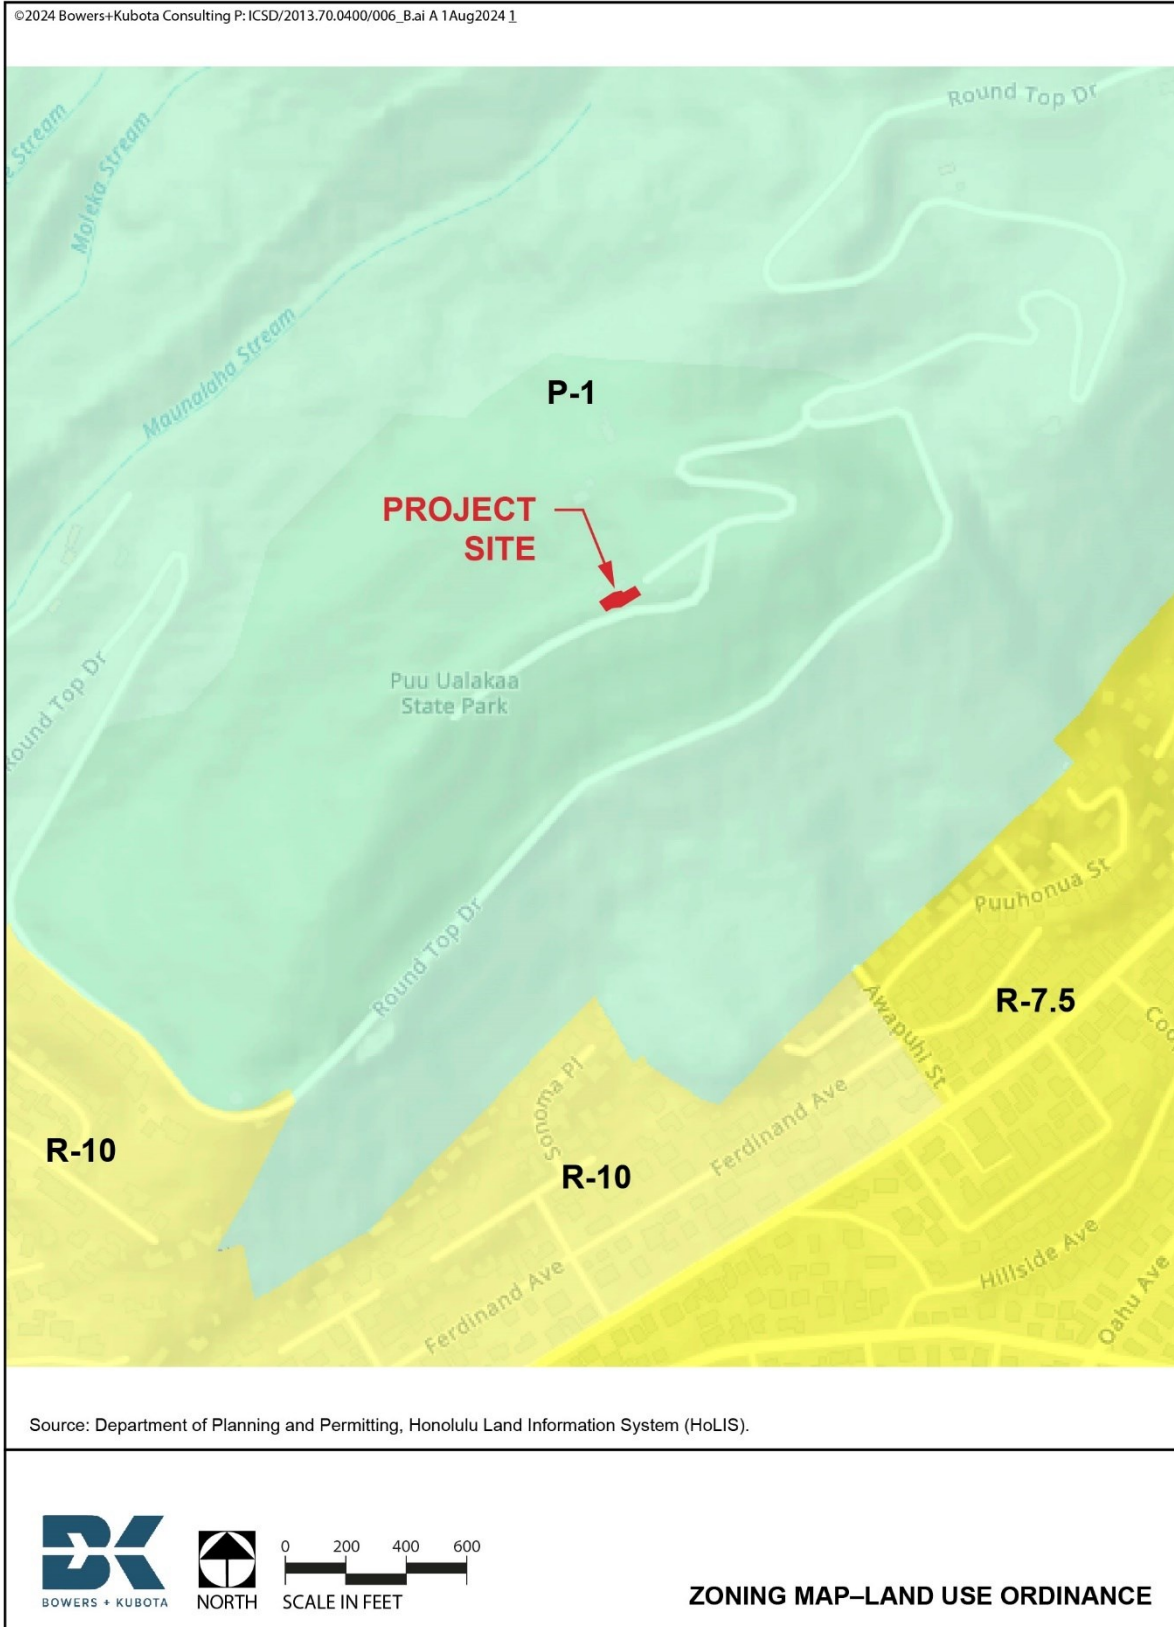 ©2024 Bowers+Kubota Consulting P: ICSD/2013.70.0400/006_B.ai A 1Aug2024 1
Round Top Dr
Stream
Moleka Stream
Maunalaha Stream
P-1
PROJECT
SITE
Puu Ualakaa
State Park
Round Top Dr
Puuhonua St
Round Top Dr
R-7.5
Awapuhi St
Sonoma Pl
Ferdinand Ave
R-10
R-10
Hillside Ave
Oahu Ave
Ferdinand Ave
Source: Department of Planning and Permitting, Honolulu Land Information System (HoLIS).
BK
BOWERS + KUBOTA
NORTH
0 200 400 600
SCALE IN FEET
ZONING MAP–LAND USE ORDINANCE